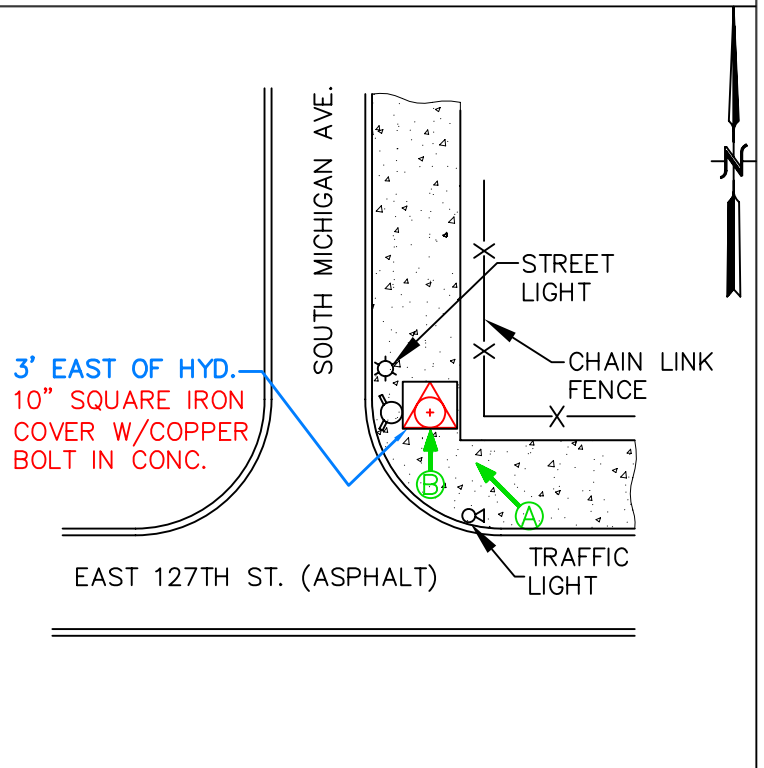 N
SOUTH MICHIGAN AVE.
STREET
LIGHT
3' EAST OF HYD.
10" SQUARE IRON
COVER W/COPPER
BOLT IN CONC.
CHAIN LINK
FENCE
B
A
TRAFFIC
LIGHT
EAST 127TH ST. (ASPHALT)